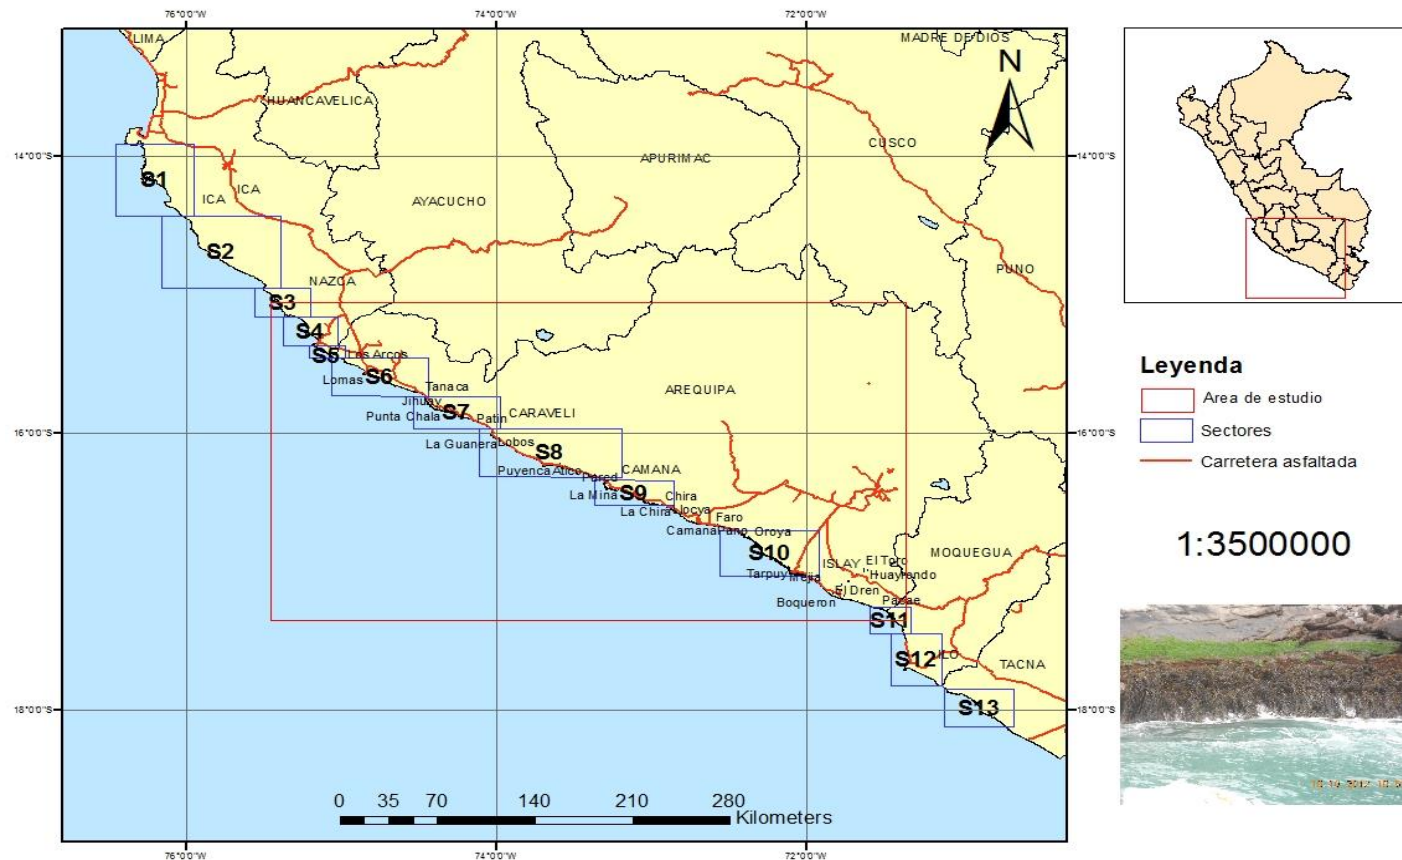 76°0'0"W 74°0'0"W 72°0'0"W
LIMA
MADRE DE DIOS
N
HUANCAVELICA
CUSCO
14°0'0"S 14°0'0"S
APURIMAC
S1
ICA
ICA
AYACUCHO
S2
PUNO
NAZCA
S3
S4
S5 Los Arcos
Lomas S6
Tanaca
AREQUIPA
Jihuay
S7
Punta Chala Patin CARAVELI
16°0'0"S 16°0'0"S
La Guanera Lobos
S8
Puyenca Atico CAMANA
Pared
La Mina S9 Chira
La Chira Jocya
Faro
Camana Pano Oroya
S10
MOQUEGUA
ISLAY El Toro
Tarpuy Mejia Huaylondo
El Dren
Boqueron Pacae
S11
S12 ILO
TACNA
S13
18°0'0"S 18°0'0"S
0 35 70 140 210 280
Kilometers
76°0'0"W 74°0'0"W 72°0'0"W
Leyenda
Area de estudio
Sectores
Carretera asfaltada
1:3500000